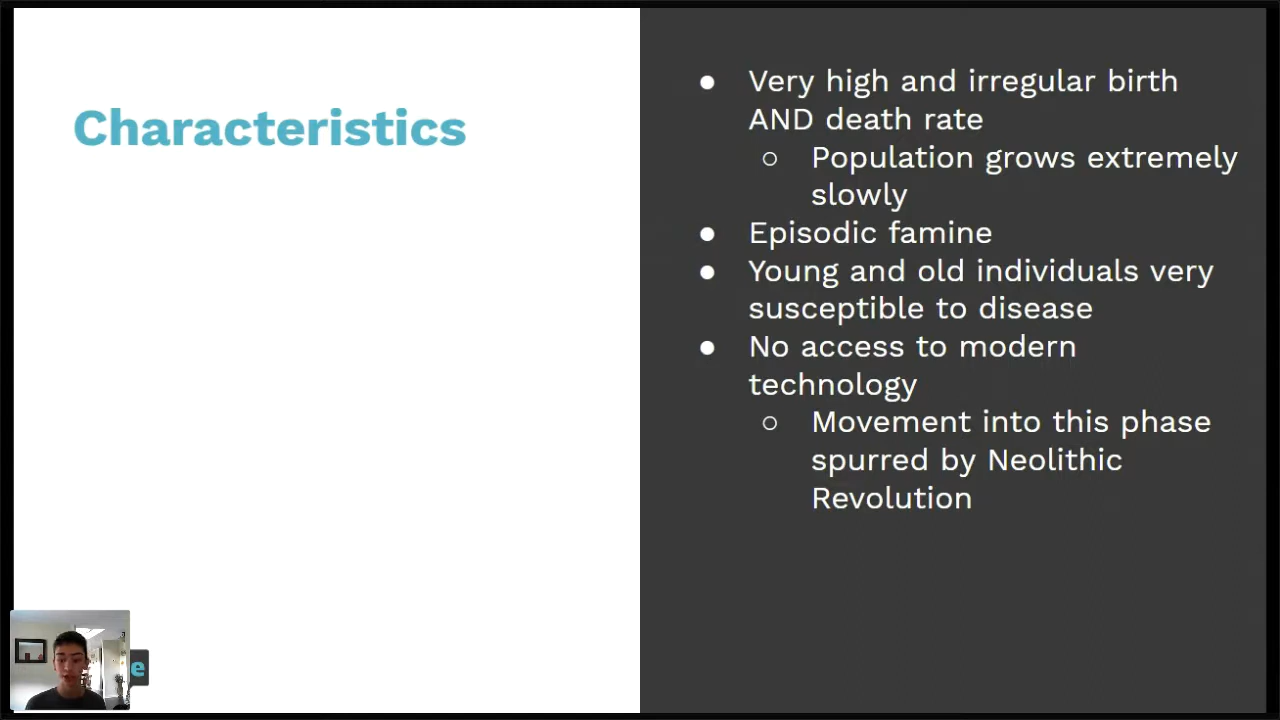 Characteristics
● Very high and irregular birth
AND death rate
○ Population grows extremely
slowly
● Episodic famine
● Young and old individuals very
susceptible to disease
● No access to modern
technology
○ Movement into this phase
spurred by Neolithic
Revolution
e